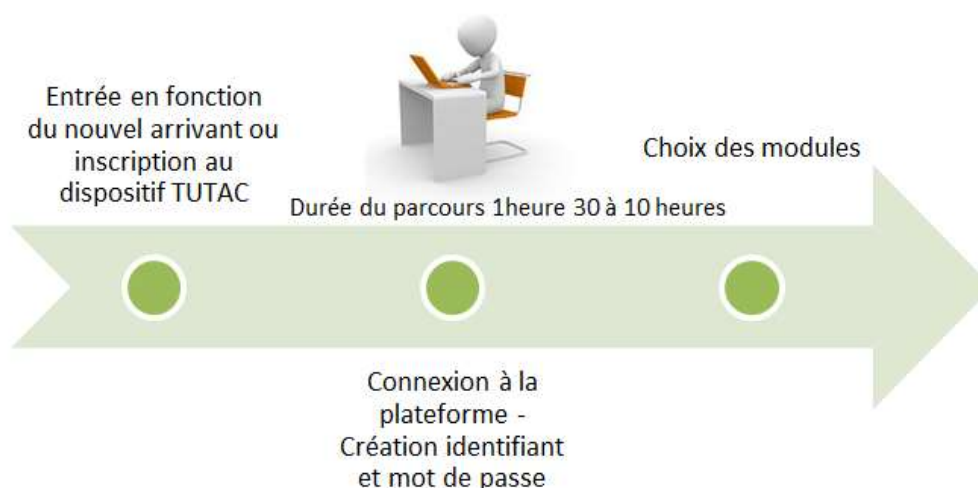 Entrée en fonction
du nouvel arrivant ou
inscription au
dispositif TUTAC
Durée du parcours 1heure 30 à 10 heures
Choix des modules
Connexion à la
plateforme -
Création identifiant
et mot de passe